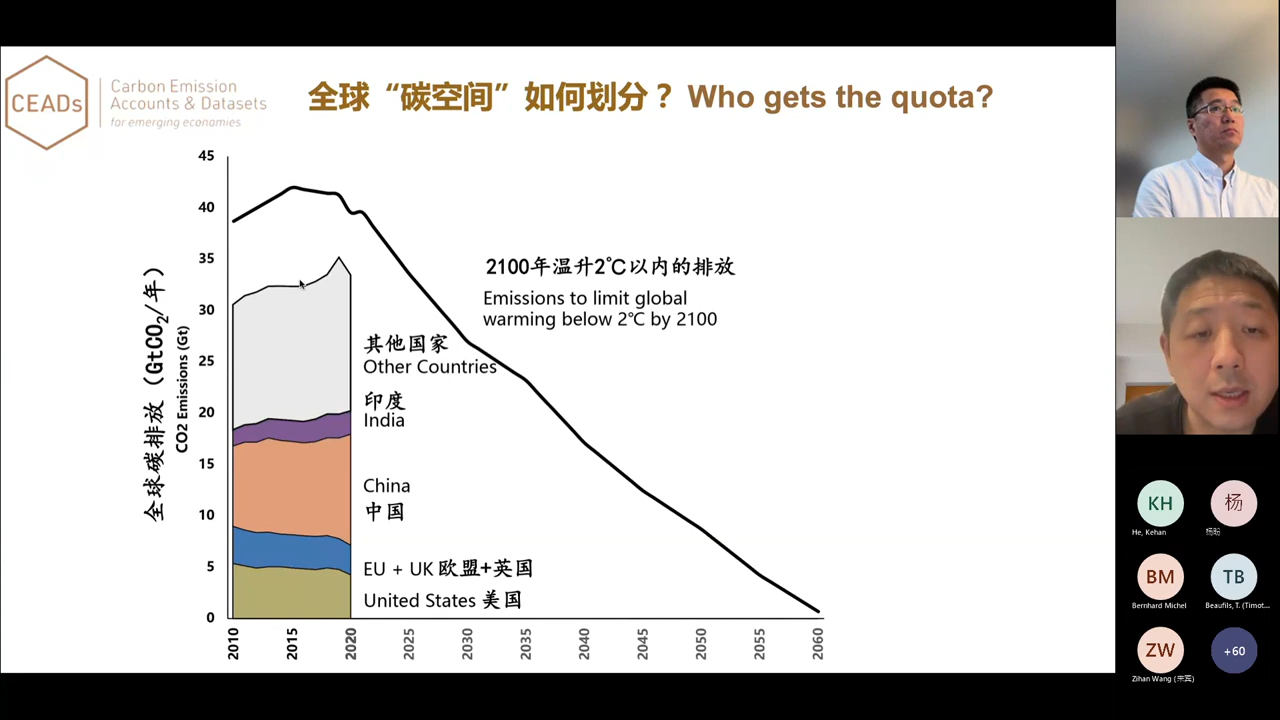 CEADs
Carbon Emission
Accounts & Datasets
for emerging economies
全球“碳空间”如何划分？ Who gets the quota?
全球碳排放（GtCO2/年）
CO2 Emissions (Gt)
45
40
35
30
25
20
15
10
5
0
2010
2015
2020
2025
2030
2035
2040
2045
2050
2055
2060
2100年温升2℃以内的排放
Emissions to limit global
warming below 2℃ by 2100
其他国家
Other Countries
印度
India
China
中国
EU + UK 欧盟+英国
United States 美国
KH
He, Kehan
杨
BM
Bernhard Michel
TB
Beaufils, T. (Timot...
ZW
Zihan Wang
+60